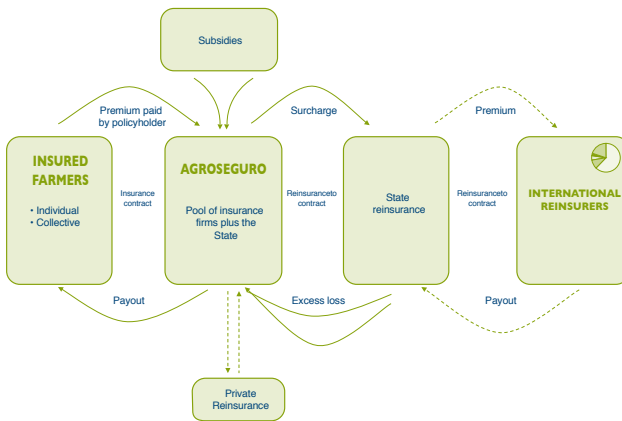 Subsidies
Premium paid
by policyholder
Surcharge
Premium
INSURED
FARMERS
• Individual
• Collective
Insurance
contract
AGROSEGURO
Pool of insurance
firms plus the
State
Reinsuranceto
contract
State
reinsurance
Reinsuranceto
contract
INTERNATIONAL
REINSURERS
Payout
Excess loss
Payout
Private
Reinsurance